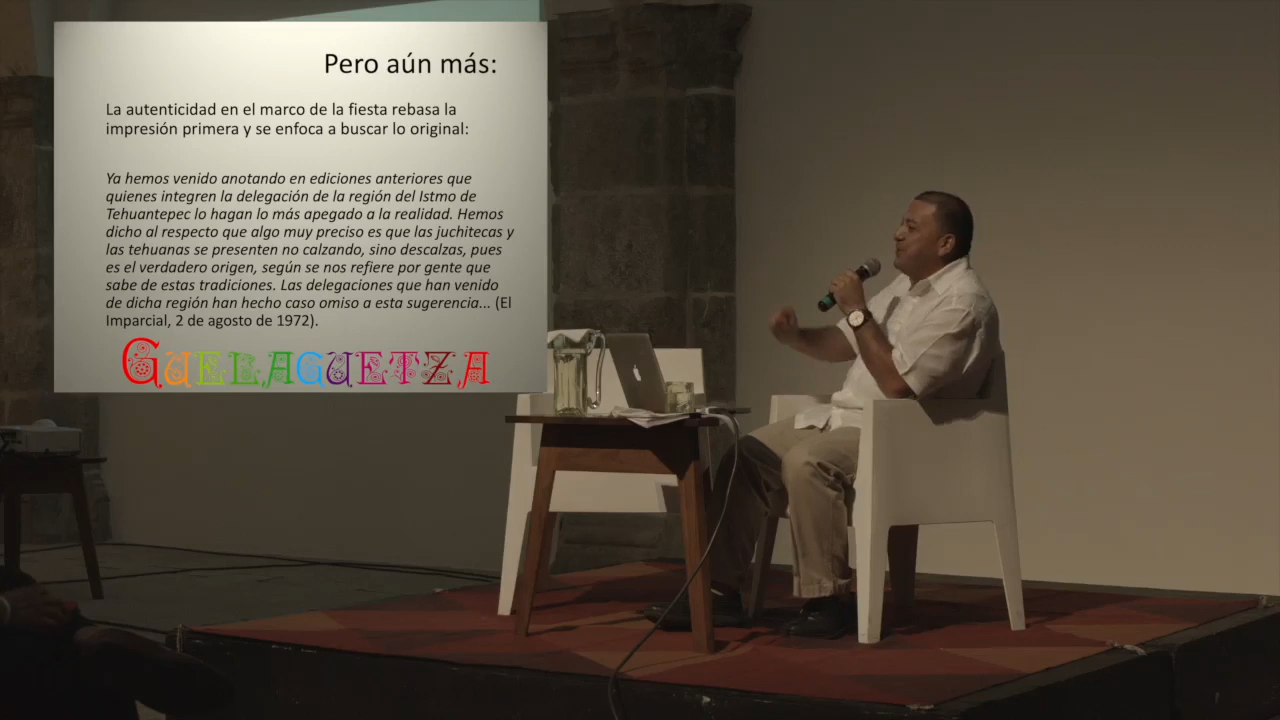 Pero aún más:
La autenticidad en el marco de la fiesta rebasa la
impresión primera y se enfoca a buscar lo original:
Ya hemos venido anotando en ediciones anteriores que
quienes integren la delegación de la región del Istmo de
Tehuantepec lo hagan lo más apegado a la realidad. Hemos
dicho al respecto que algo muy preciso es que las juchitecas y
las tehuanas se presenten no calzando, sino descalzas, pues
es el verdadero origen, según se nos refiere por gente que
sabe de estas tradiciones. Las delegaciones que han venido
de dicha región han hecho caso omiso a esta sugerencia... (El
Imparcial, 2 de agosto de 1972).
GUELAGUETZA